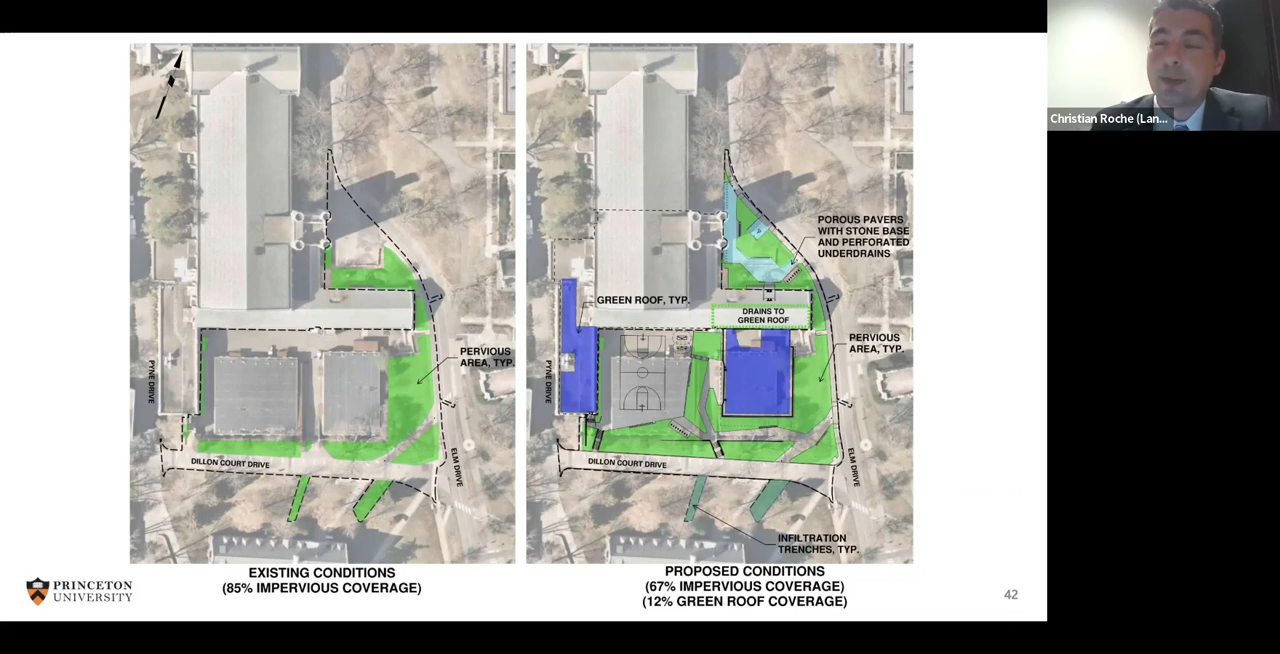 Christian Roche (Lan...
POROUS PAVERS
WITH STONE BASE
AND PERFORATED
UNDERDRAINS
GREEN ROOF, TYP.
DRAINS TO
GREEN ROOF
PERVIOUS
AREA, TYP.
PERVIOUS
AREA, TYP.
PYNE DRIVE
PYNE DRIVE
DILLON COURT DRIVE
ELM DRIVE
DILLON COURT DRIVE
ELM DRIVE
INFILTRATION
TRENCHES, TYP.
EXISTING CONDITIONS
(85% IMPERVIOUS COVERAGE)
PROPOSED CONDITIONS
(67% IMPERVIOUS COVERAGE)
(12% GREEN ROOF COVERAGE)
PRINCETON
UNIVERSITY
42